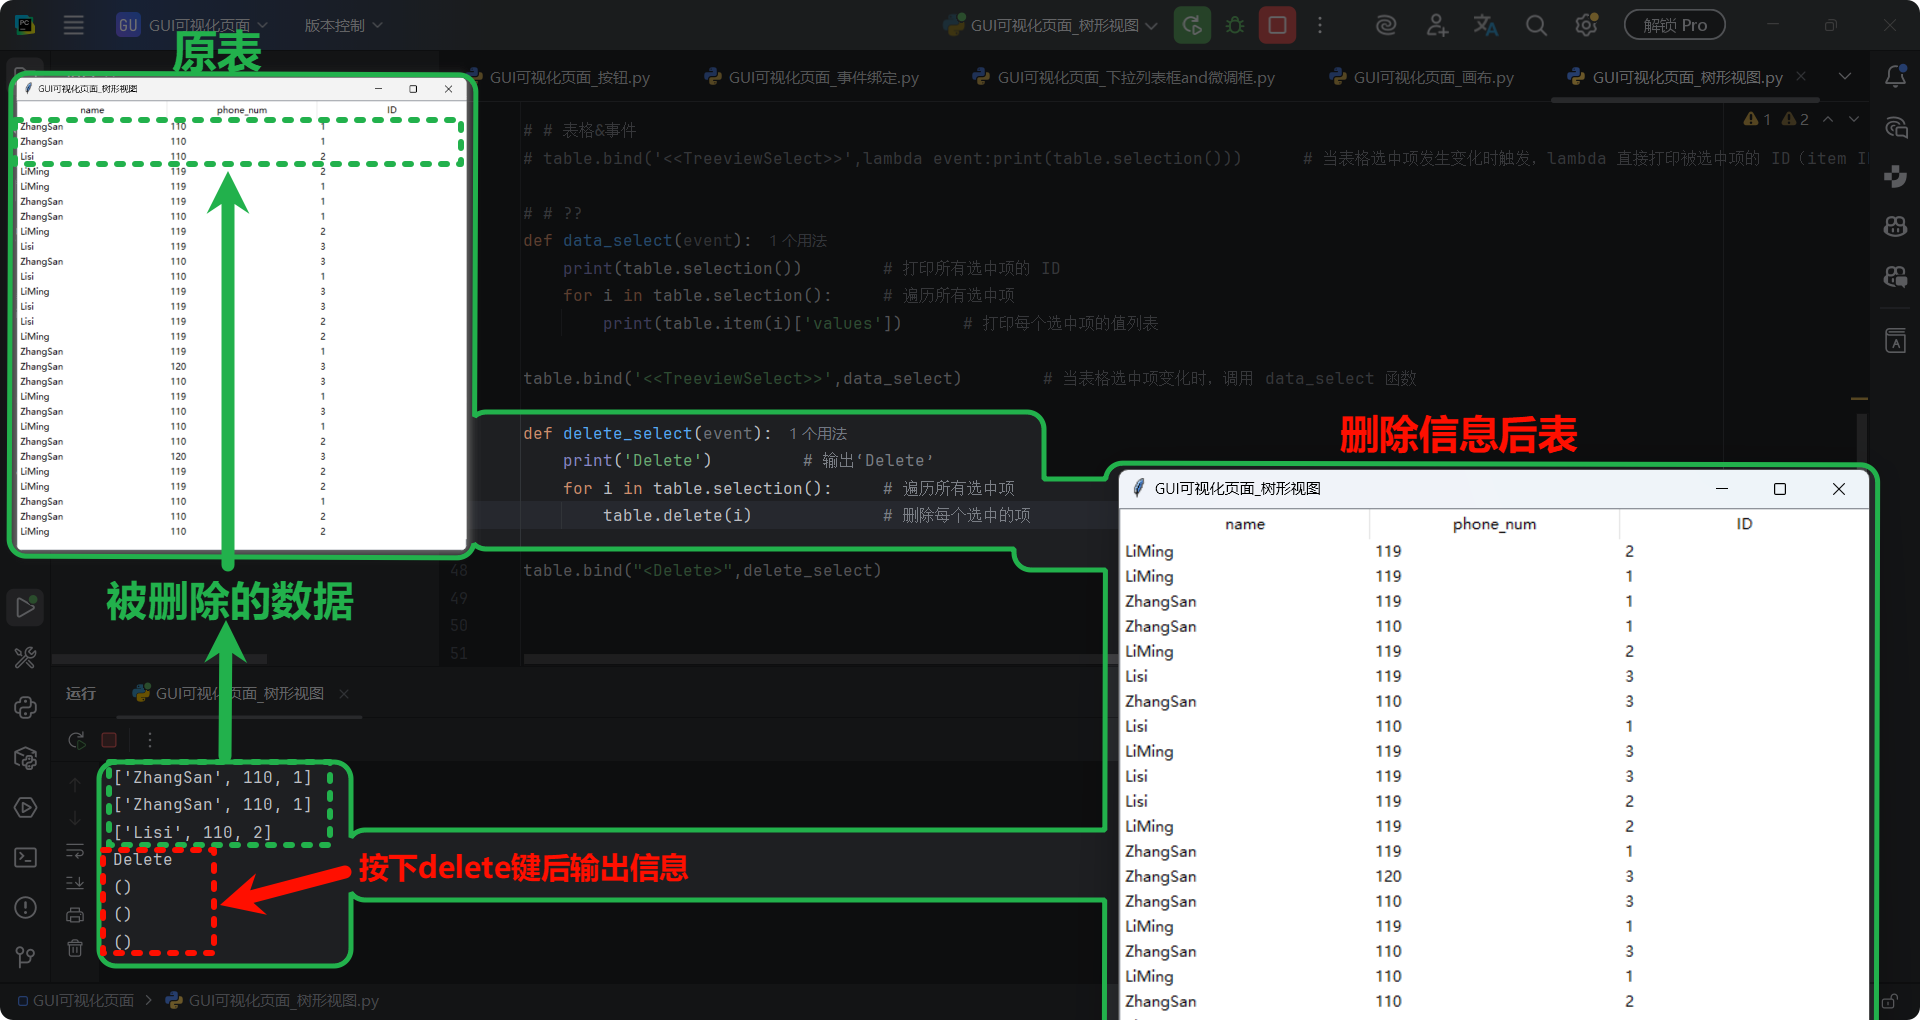 GU GUI可视化页面 版本控制 GUI可视化页面_树形视图 解锁 Pro
原表
GUI可视化页面_按钮.py GUI可视化页面_事件绑定.py GUI可视化页面_下拉列表框and微调框.py GUI可视化页面_画布.py GUI可视化页面_树形视图.py
GUI可视化页面_树形视图
name phone_num ID
ZhangSan 110 1
ZhangSan 110 1
Lisi 110 2
LiMing 119 2
LiMing 119 1
ZhangSan 119 1
ZhangSan 110 1
LiMing 119 2
Lisi 119 3
ZhangSan 110 3
Lisi 110 1
LiMing 119 3
Lisi 119 3
Lisi 119 2
LiMing 119 2
ZhangSan 119 1
ZhangSan 120 3
ZhangSan 110 3
LiMing 119 1
ZhangSan 110 3
LiMing 110 1
ZhangSan 110 2
ZhangSan 120 3
LiMing 119 2
LiMing 119 2
ZhangSan 110 1
ZhangSan 110 2
LiMing 110 2
被删除的数据
1 2
# # 表格&事件
# table.bind('<<TreeviewSelect>>',lambda event:print(table.selection())) # 当表格选中项发生变化时触发，lambda 直接打印被选中项的 ID（item I
# # ??
def data_select(event): 1个用法
print(table.selection()) # 打印所有选中项的 ID
for i in table.selection(): # 遍历所有选中项
print(table.item(i)['values']) # 打印每个选中项的值列表
table.bind('<<TreeviewSelect>>',data_select) # 当表格选中项变化时，调用 data_select 函数
def delete_select(event): 1个用法
print('Delete') # 输出‘Delete’
for i in table.selection(): # 遍历所有选中项
table.delete(i) # 删除每个选中的项
48 table.bind("<Delete>",delete_select)
49
50
51
删除信息后表
GUI可视化页面_树形视图
name phone_num ID
LiMing 119 2
LiMing 119 1
ZhangSan 119 1
ZhangSan 110 1
LiMing 119 2
Lisi 119 3
ZhangSan 110 3
Lisi 110 1
LiMing 119 3
Lisi 119 3
Lisi 119 2
LiMing 119 2
ZhangSan 119 1
ZhangSan 120 3
ZhangSan 110 3
LiMing 119 1
ZhangSan 110 3
LiMing 110 1
ZhangSan 110 2
运行 GUI可视化页面_树形视图
['ZhangSan', 110, 1]
['ZhangSan', 110, 1]
['Lisi', 110, 2]
Delete
()
()
()
按下delete键后输出信息
GUI可视化页面 GUI可视化页面_树形视图.py